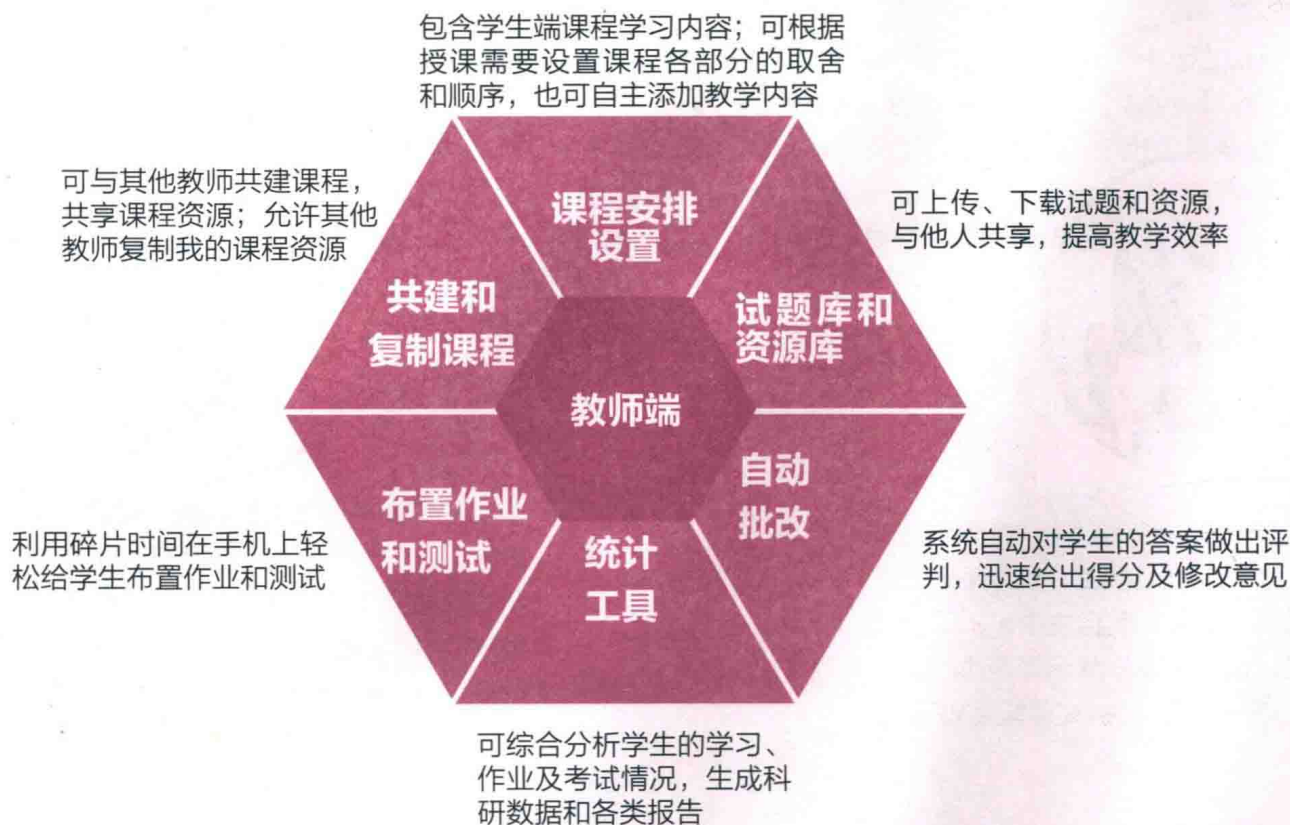 包含学生端课程学习内容；可根据
授课需要设置课程各部分的取舍
和顺序，也可自主添加教学内容
可与其他教师共建课程，
共享课程资源；允许其他
教师复制我的课程资源
课程安排
设置
可上传、下载试题和资源，
与他人共享，提高教学效率
共建和
复制课程
试题库和
资源库
教师端
布置作业
和测试
自动
批改
利用碎片时间在手机上轻
松给学生布置作业和测试
统计
工具
系统自动对学生的答案做出评
判，迅速给出得分及修改意见
可综合分析学生的学习、
作业及考试情况，生成科
研数据和各类报告